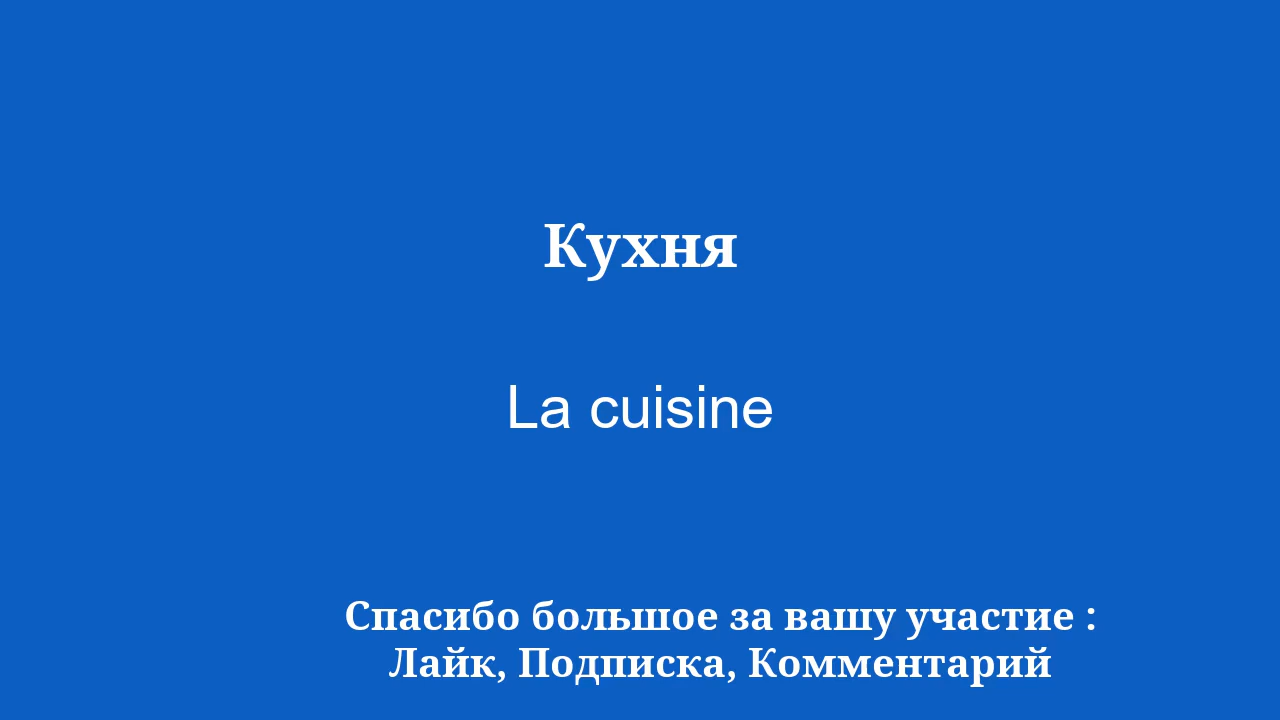 Кухня
La cuisine
Спасибо большое за вашу участие :
Лайк, Подписка, Комментарий